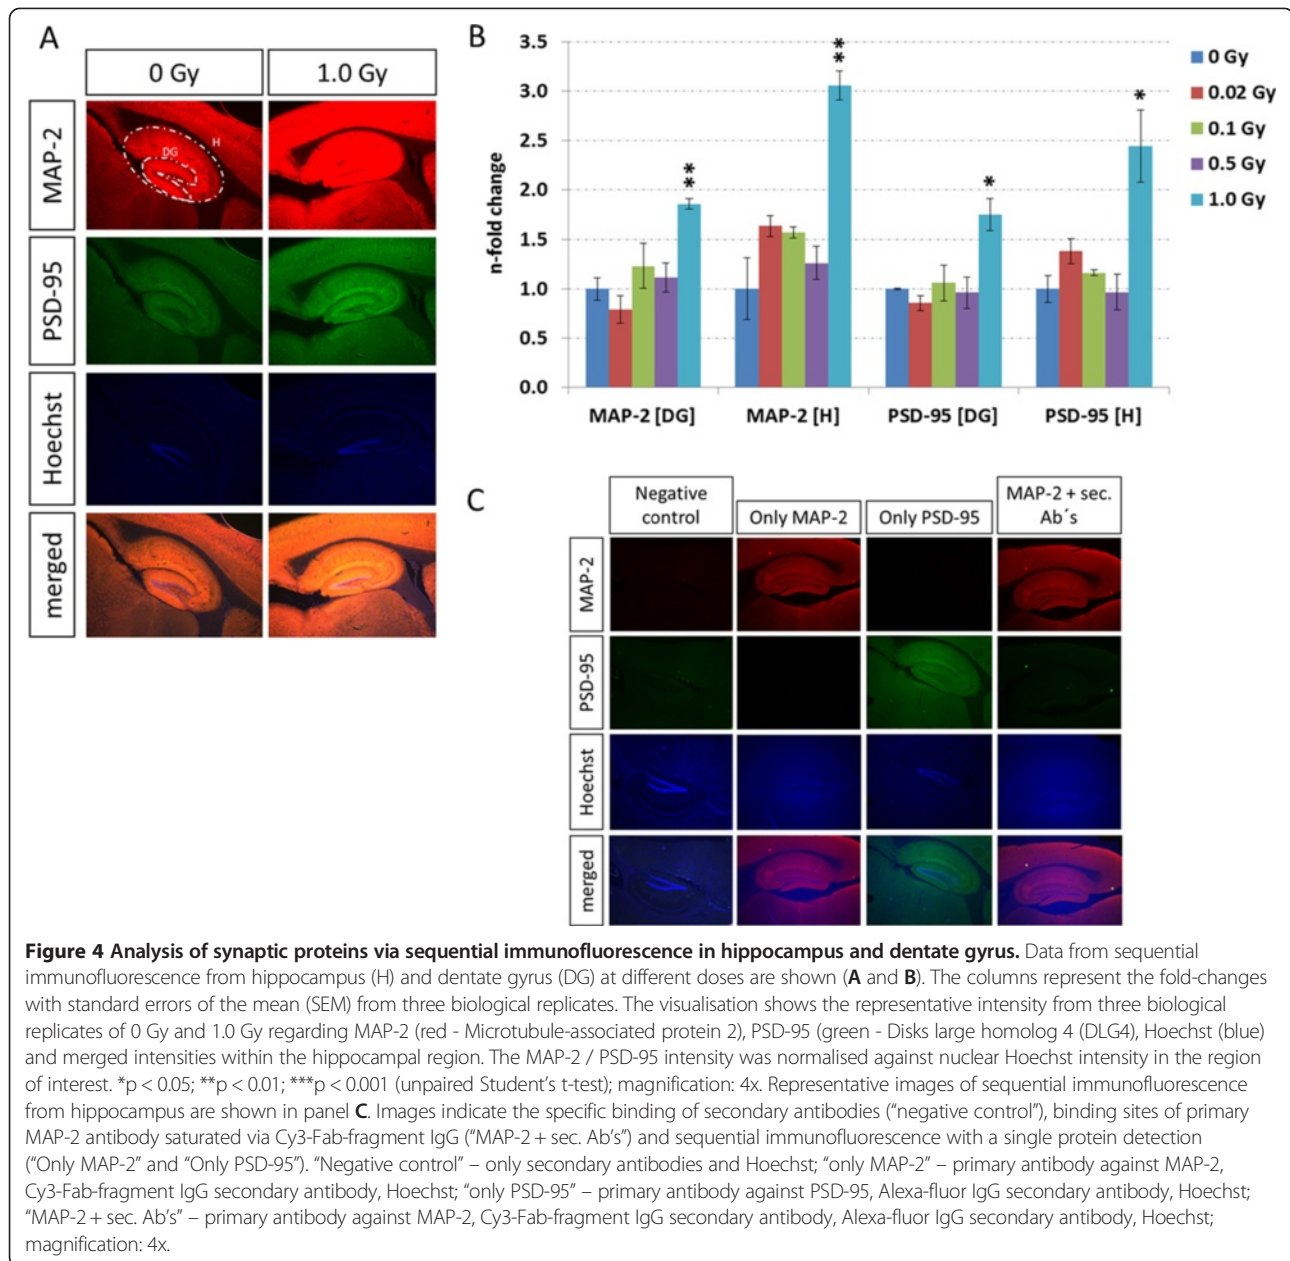 A
0 Gy
1.0 Gy
MAP-2
DG
H
PSD-95
Hoechst
merged
B
n-fold change
3.5
3.0
2.5
2.0
1.5
1.0
0.5
0.0
**
**
*
*
MAP-2 [DG]
MAP-2 [H]
PSD-95 [DG]
PSD-95 [H]
0 Gy
0.02 Gy
0.1 Gy
0.5 Gy
1.0 Gy
C
Negative
control
Only MAP-2
Only PSD-95
MAP-2 + sec.
Ab´s
MAP-2
PSD-95
Hoechst
merged
Figure 4 Analysis of synaptic proteins via sequential immunofluorescence in hippocampus and dentate gyrus. Data from sequential
immunofluorescence from hippocampus (H) and dentate gyrus (DG) at different doses are shown (A and B). The columns represent the fold-changes
with standard errors of the mean (SEM) from three biological replicates. The visualisation shows the representative intensity from three biological
replicates of 0 Gy and 1.0 Gy regarding MAP-2 (red - Microtubule-associated protein 2), PSD-95 (green - Disks large homolog 4 (DLG4), Hoechst (blue)
and merged intensities within the hippocampal region. The MAP-2 / PSD-95 intensity was normalised against nuclear Hoechst intensity in the region
of interest. *p < 0.05; **p < 0.01; ***p < 0.001 (unpaired Student’s t-test); magnification: 4x. Representative images of sequential immunofluorescence
from hippocampus are shown in panel C. Images indicate the specific binding of secondary antibodies (“negative control”), binding sites of primary
MAP-2 antibody saturated via Cy3-Fab-fragment IgG (“MAP-2 + sec. Ab’s”) and sequential immunofluorescence with a single protein detection
(“Only MAP-2” and “Only PSD-95”). “Negative control” – only secondary antibodies and Hoechst; “only MAP-2” – primary antibody against MAP-2,
Cy3-Fab-fragment IgG secondary antibody, Hoechst; “only PSD-95” – primary antibody against PSD-95, Alexa-fluor IgG secondary antibody, Hoechst;
“MAP-2 + sec. Ab’s” – primary antibody against MAP-2, Cy3-Fab-fragment IgG secondary antibody, Alexa-fluor IgG secondary antibody, Hoechst;
magnification: 4x.